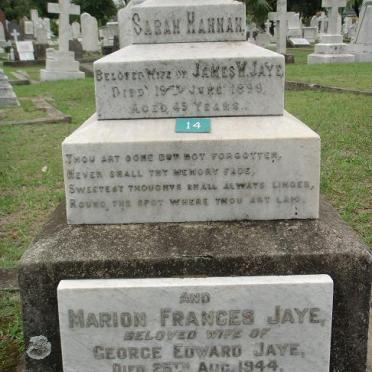 SARAH HANNAH,
BELOVED WIFE OF JAMES W. JAYE,
DIED 19TH JUNE 1899,
AGED 45 YEARS.
14
THOU ART GONE BUT NOT FORGOTTEN,
NEVER SHALL THY MEMORY FADE,
SWEETEST THOUGHTS SHALL ALWAYS LINGER,
ROUND THE SPOT WHERE THOU ART LAID.
AND
MARION FRANCES JAYE,
BELOVED WIFE OF
GEORGE EDWARD JAYE,
DIED 25TH AUG. 1944,